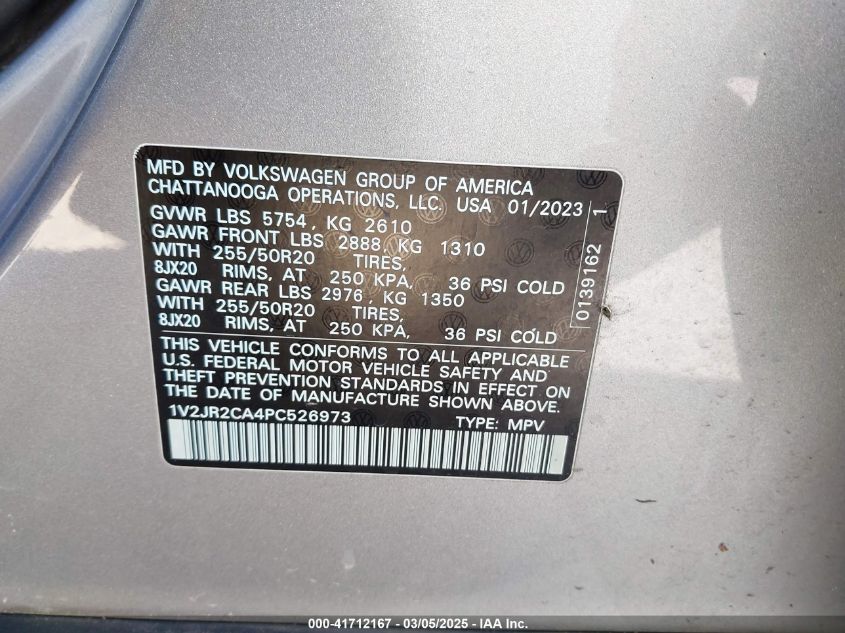 MFD BY VOLKSWAGEN GROUP OF AMERICA
CHATTANOOGA OPERATIONS, LLC. USA 01/2023
GVWR LBS 5754, KG 2610
GAWR FRONT LBS 2888, KG 1310
WITH 255/50R20 TIRES,
8JX20 RIMS, AT 250 KPA, 36 PSI COLD
GAWR REAR LBS 2976, KG 1350
WITH 255/50R20 TIRES,
8JX20 RIMS, AT 250 KPA, 36 PSI COLD
THIS VEHICLE CONFORMS TO ALL APPLICABLE
U.S. FEDERAL MOTOR VEHICLE SAFETY AND
THEFT PREVENTION STANDARDS IN EFFECT ON
THE DATE OF MANUFACTURE SHOWN ABOVE.
1V2JR2CA4PC526973 TYPE: MPV
0139162 1
000-41712167 - 03/05/2025 - IAA Inc.